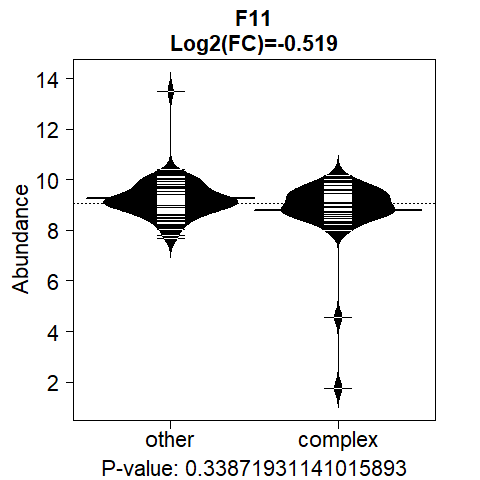 F11
Log2(FC)=-0.519
Abundance
14
12
10
8
6
4
2
other complex
P-value: 0.33871931141015893